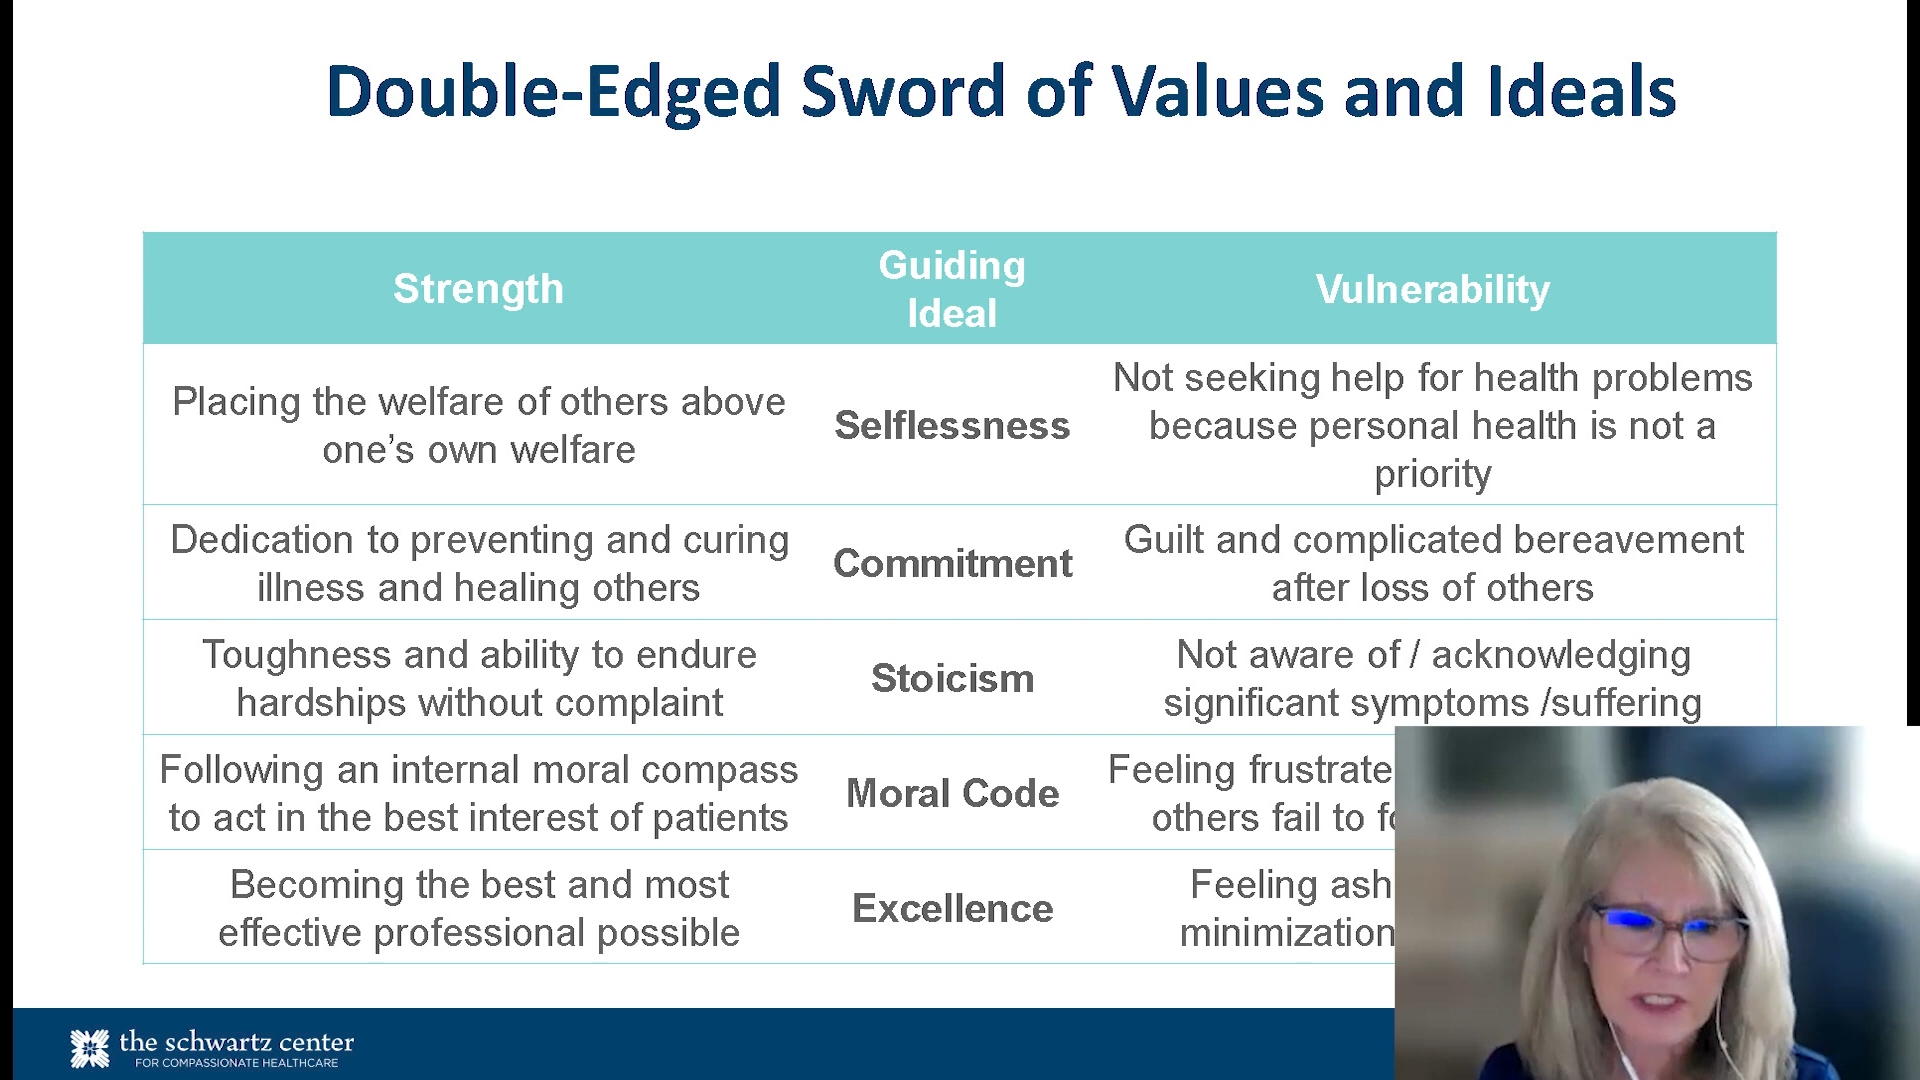 Double-Edged Sword of Values and Ideals
Strength
Guiding
Ideal
Vulnerability
Placing the welfare of others above
one’s own welfare
Selflessness
Not seeking help for health problems
because personal health is not a
priority
Dedication to preventing and curing
illness and healing others
Commitment
Guilt and complicated bereavement
after loss of others
Toughness and ability to endure
hardships without complaint
Stoicism
Not aware of / acknowledging
significant symptoms /suffering
Following an internal moral compass
to act in the best interest of patients
Moral Code
Feeling
others fail to
Becoming the best and most
effective professional possible
Excellence
Feeling
minimization
the schwartz center
FOR COMPASSIONATE HEALTHCARE